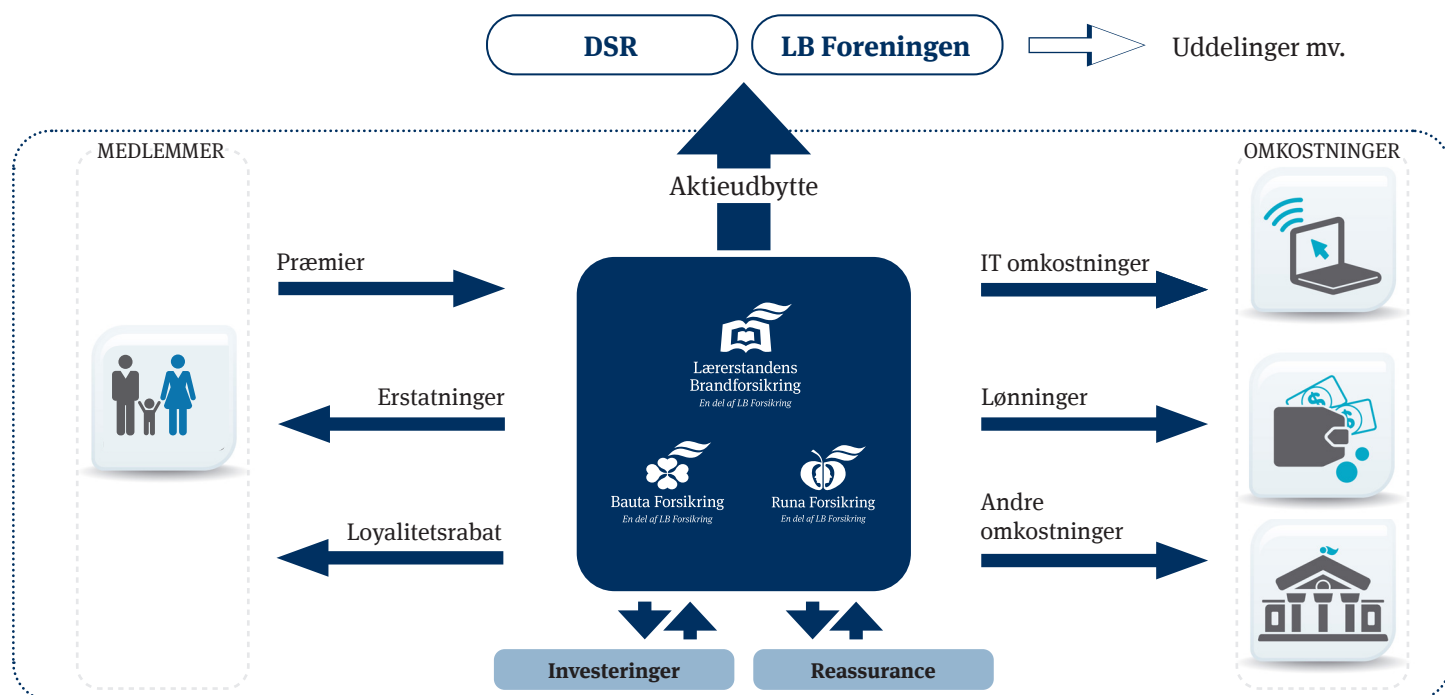 DSR
LB Foreningen
Uddelinger mv.
MEDLEMMER
OMKOSTNINGER
Aktieudbytte
Præmier
IT omkostninger
Lærerstandens
Brandforsikring
En del af LB Forsikring
Erstatninger
Lønninger
Bauta Forsikring
En del af LB Forsikring
Runa Forsikring
En del af LB Forsikring
Loyalitetsrabat
Andre
omkostninger
Investeringer
Reassurance